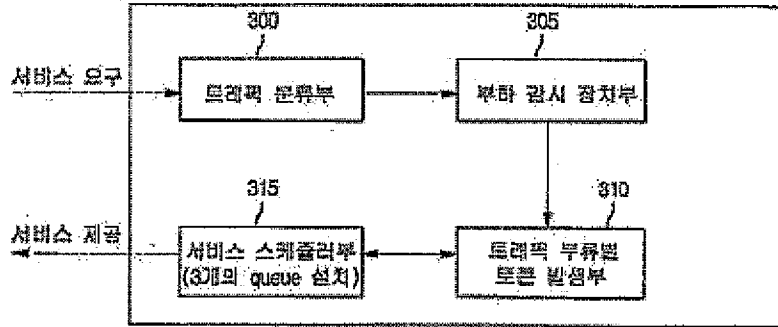 300
305
서비스 요구
트래픽 분류부
부하 감시 장치부
315
310
서비스 제공
서비스 스케쥴러부
(3개의 queue 설치)
트래픽 부류별
토큰 발생부